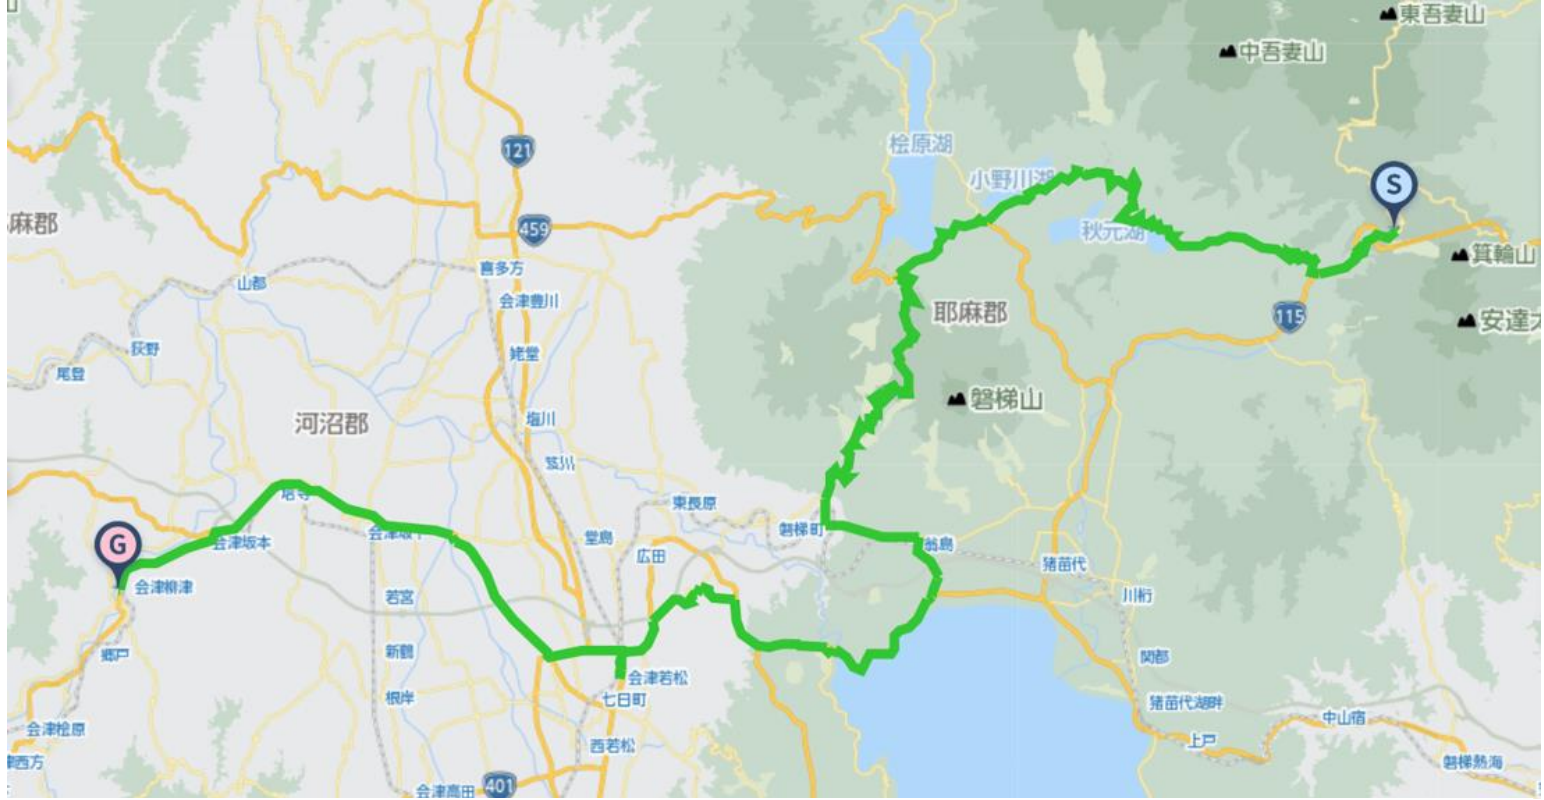 東吾妻山
中吾妻山
121
桧原湖
小野川湖
S
麻郡
459
秋元湖
箕輪山
喜多方
山都
会津豊川
耶麻郡
115
安達
荻野
姥堂
尾登
磐梯山
河沼郡
塩川
笈川
塔寺
東長原
会津坂本
会津坂下
堂島
磐梯町
翁島
G
広田
猪苗代
会津柳津
若宮
川桁
郷戸
新鶴
関都
会津若松
根岸
七日町
猪苗代湖畔
中山宿
会津桧原
西若松
上戸
西方
磐梯熱海
会津高田
401